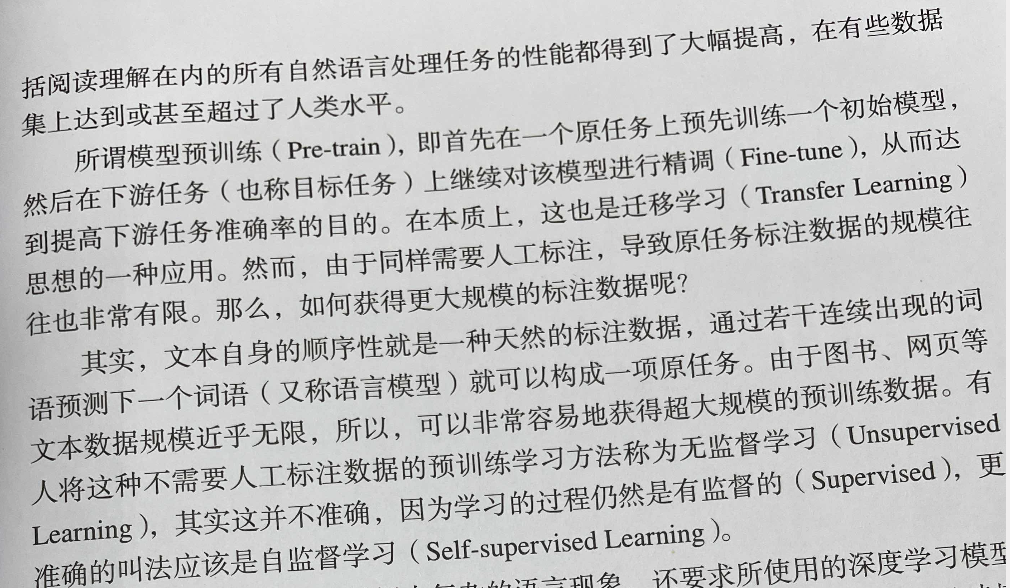 括阅读理解在内的所有自然语言处理任务的性能都得到了大幅提高，在有些数据
集上达到或甚至超过了人类水平。
所谓模型预训练（Pre-train），即首先在一个原任务上预先训练一个初始模型，
然后在下游任务（也称目标任务）上继续对该模型进行精调（Fine-tune），从而达
到提高下游任务准确率的目的。在本质上，这也是迁移学习（Transfer Learning）
思想的一种应用。然而，由于同样需要人工标注，导致原任务标注数据的规模往
往也非常有限。那么，如何获得更大规模的标注数据呢？
其实，文本自身的顺序性就是一种天然的标注数据，通过若干连续出现的词
语预测下一个词语（又称语言模型）就可以构成一项原任务。由于图书、网页等
文本数据规模近乎无限，所以，可以非常容易地获得超大规模的预训练数据。有
人将这种不需要人工标注数据的预训练学习方法称为无监督学习（Unsupervised
Learning），其实这并不准确，因为学习的过程仍然是有监督的（Supervised），更
准确的叫法应该是自监督学习（Self-supervised Learning）。
的语言现象，还要求所使用的深度学习模型